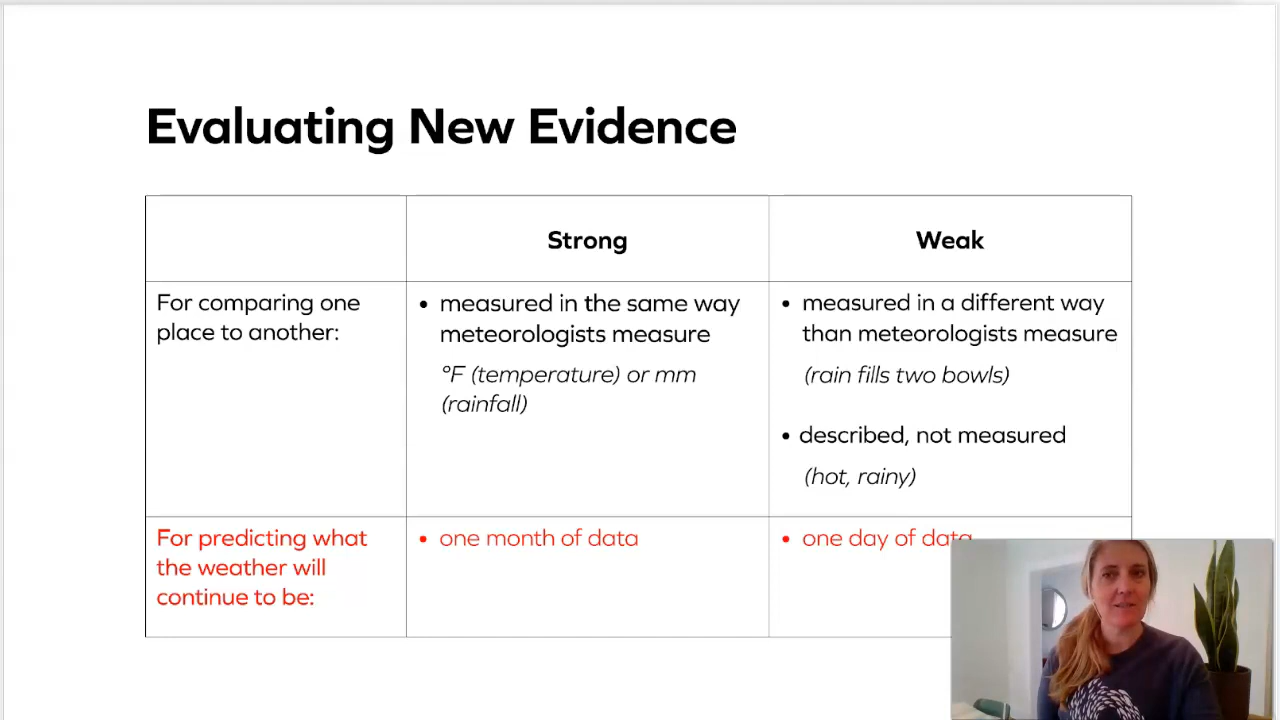 Evaluating New Evidence
Strong
Weak
For comparing one
place to another:
• measured in the same way
meteorologists measure
°F (temperature) or mm
(rainfall)
• measured in a different way
than meteorologists measure
(rain fills two bowls)
• described, not measured
(hot, rainy)
For predicting what
the weather will
continue to be:
• one month of data
• one day of data